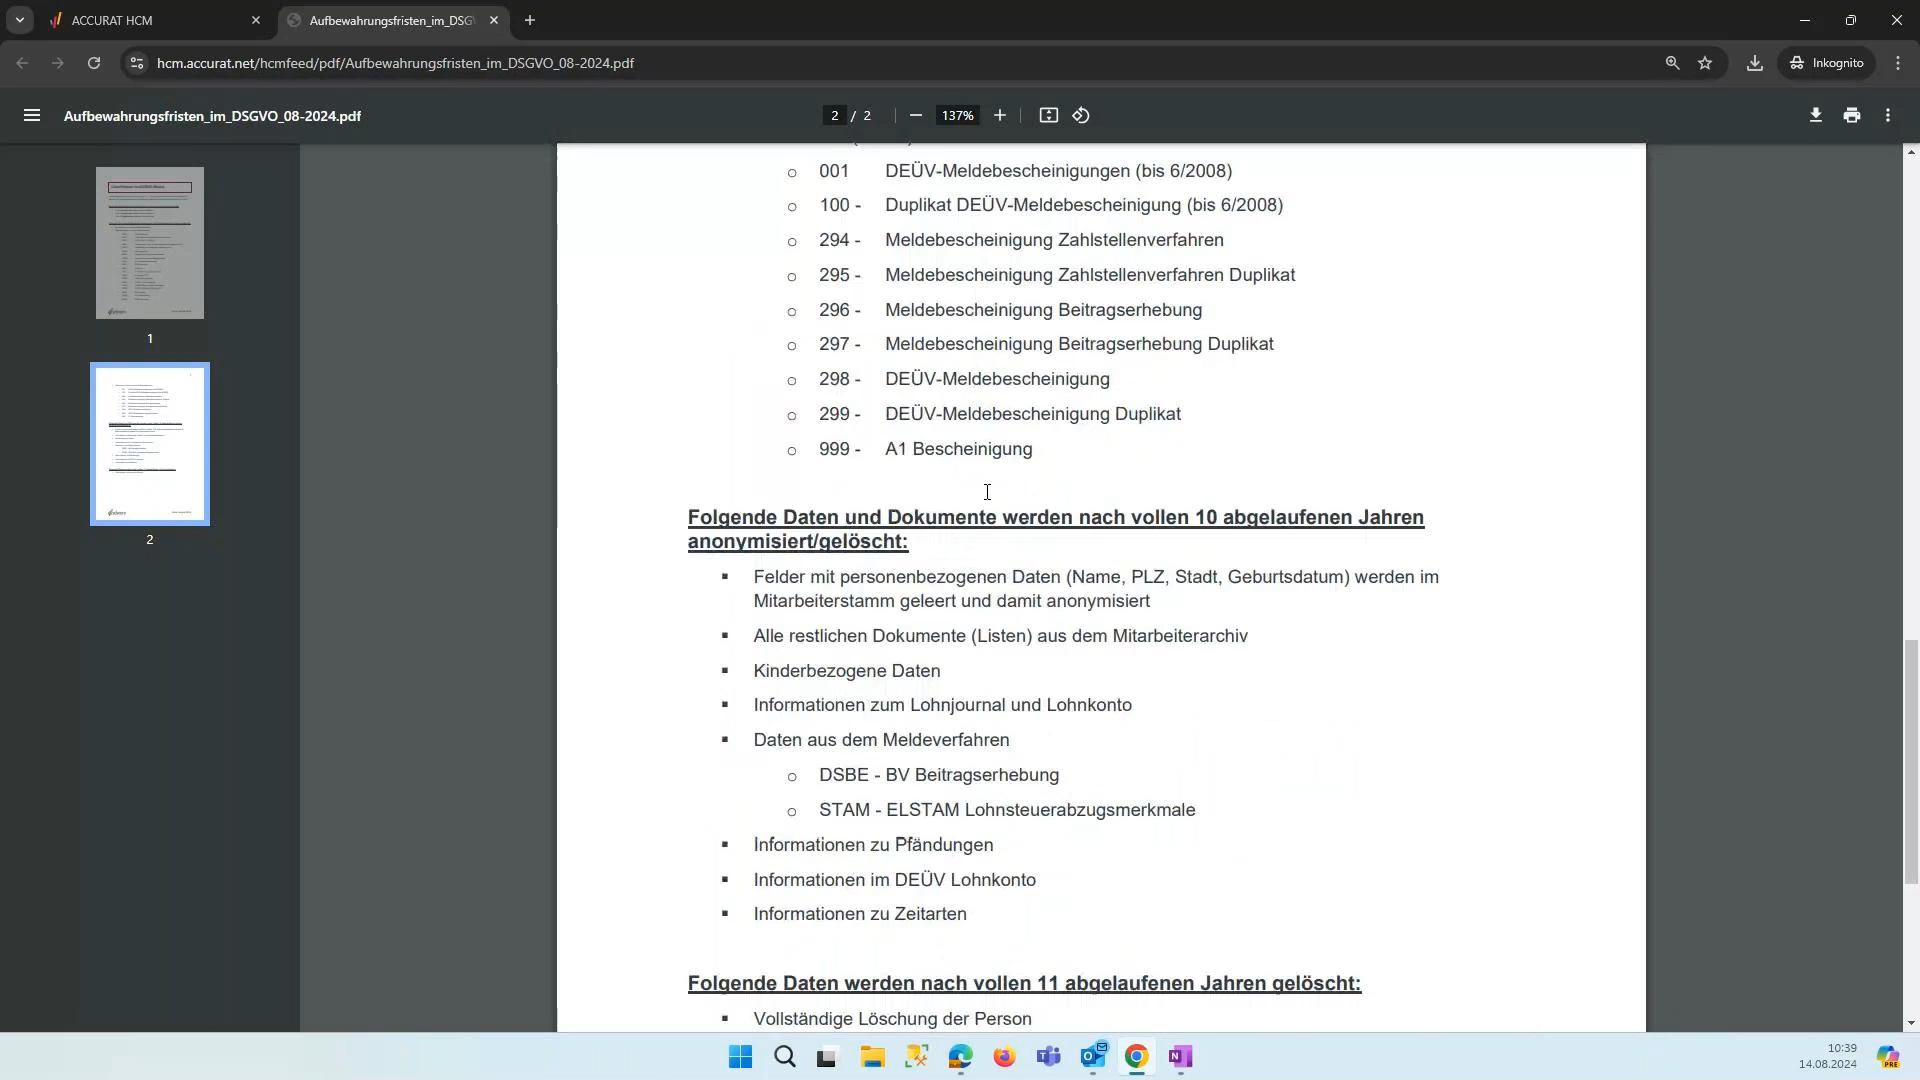 ACCURAT HCM
Aufbewahrungsfristen_im_DSG
hcm.accurat.net/hcmfeed/pdf/Aufbewahrungsfristen_im_DSGVO_08-2024.pdf
Inkognito
Aufbewahrungsfristen_im_DSGVO_08-2024.pdf
2 / 2
137%
001 DEÜV-Meldebescheinigungen (bis 6/2008)
100 - Duplikat DEÜV-Meldebescheinigung (bis 6/2008)
294 - Meldebescheinigung Zahlstellenverfahren
295 - Meldebescheinigung Zahlstellenverfahren Duplikat
296 - Meldebescheinigung Beitragserhebung
297 - Meldebescheinigung Beitragserhebung Duplikat
298 - DEÜV-Meldebescheinigung
299 - DEÜV-Meldebescheinigung Duplikat
999 - A1 Bescheinigung
Folgende Daten und Dokumente werden nach vollen 10 abgelaufenen Jahren
anonymisiert/gelöscht:
Felder mit personenbezogenen Daten (Name, PLZ, Stadt, Geburtsdatum) werden im
Mitarbeiterstamm geleert und damit anonymisiert
Alle restlichen Dokumente (Listen) aus dem Mitarbeiterarchiv
Kinderbezogene Daten
Informationen zum Lohnjournal und Lohnkonto
Daten aus dem Meldeverfahren
DSBE - BV Beitragserhebung
STAM - ELSTAM Lohnsteuerabzugsmerkmale
Informationen zu Pfändungen
Informationen im DEÜV Lohnkonto
Informationen zu Zeitarten
Folgende Daten werden nach vollen 11 abgelaufenen Jahren gelöscht:
Vollständige Löschung der Person
1
2
10:39
14.08.2024
PRE